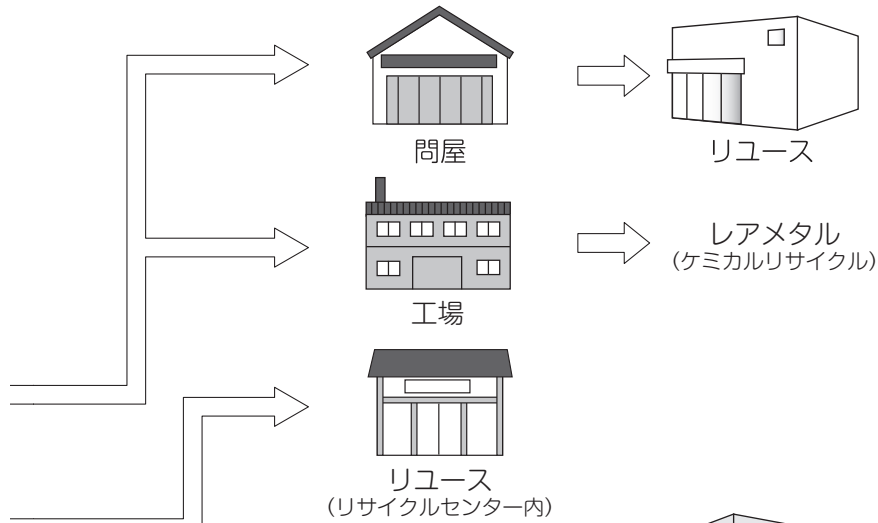 問屋
リユース
工場
レアメタル
（ケミカルリサイクル）
リユース
（リサイクルセンター内）